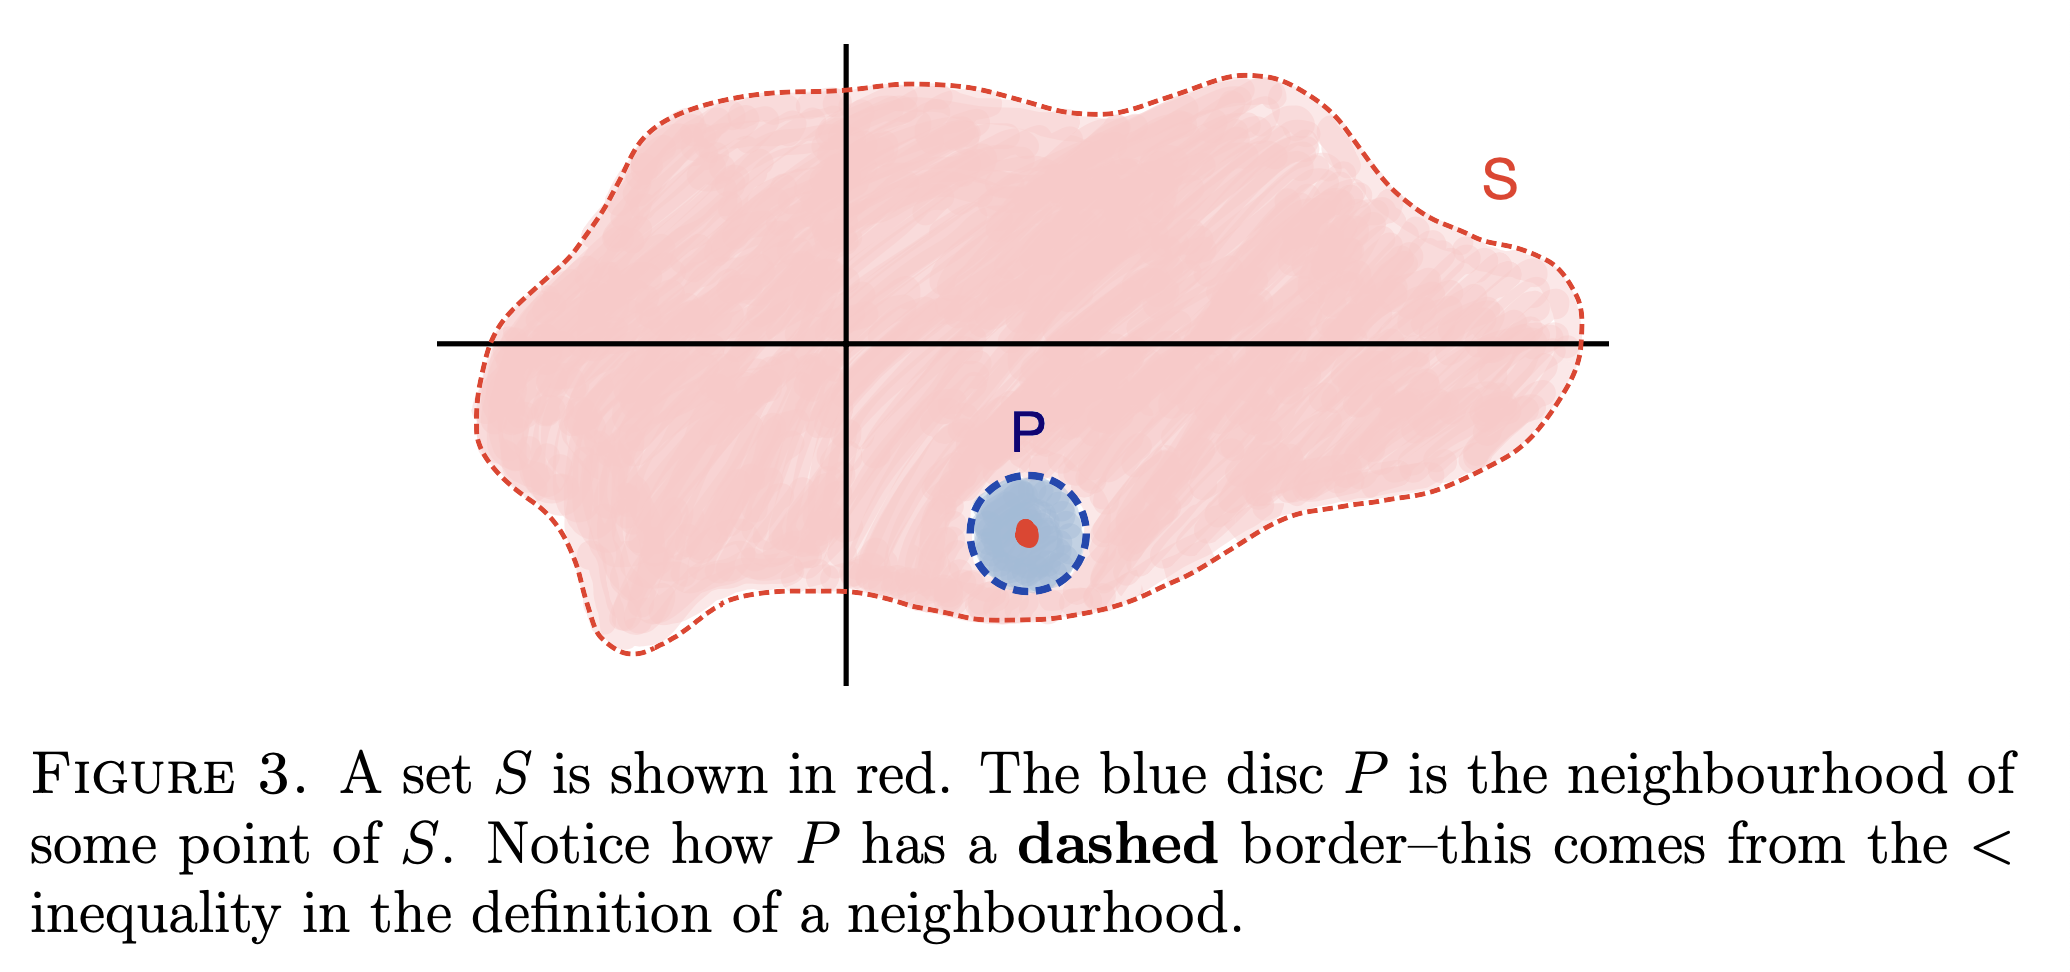 S
P
FIGURE 3. A set S is shown in red. The blue disc P is the neighbourhood of
some point of S. Notice how P has a dashed border–this comes from the <
inequality in the definition of a neighbourhood.